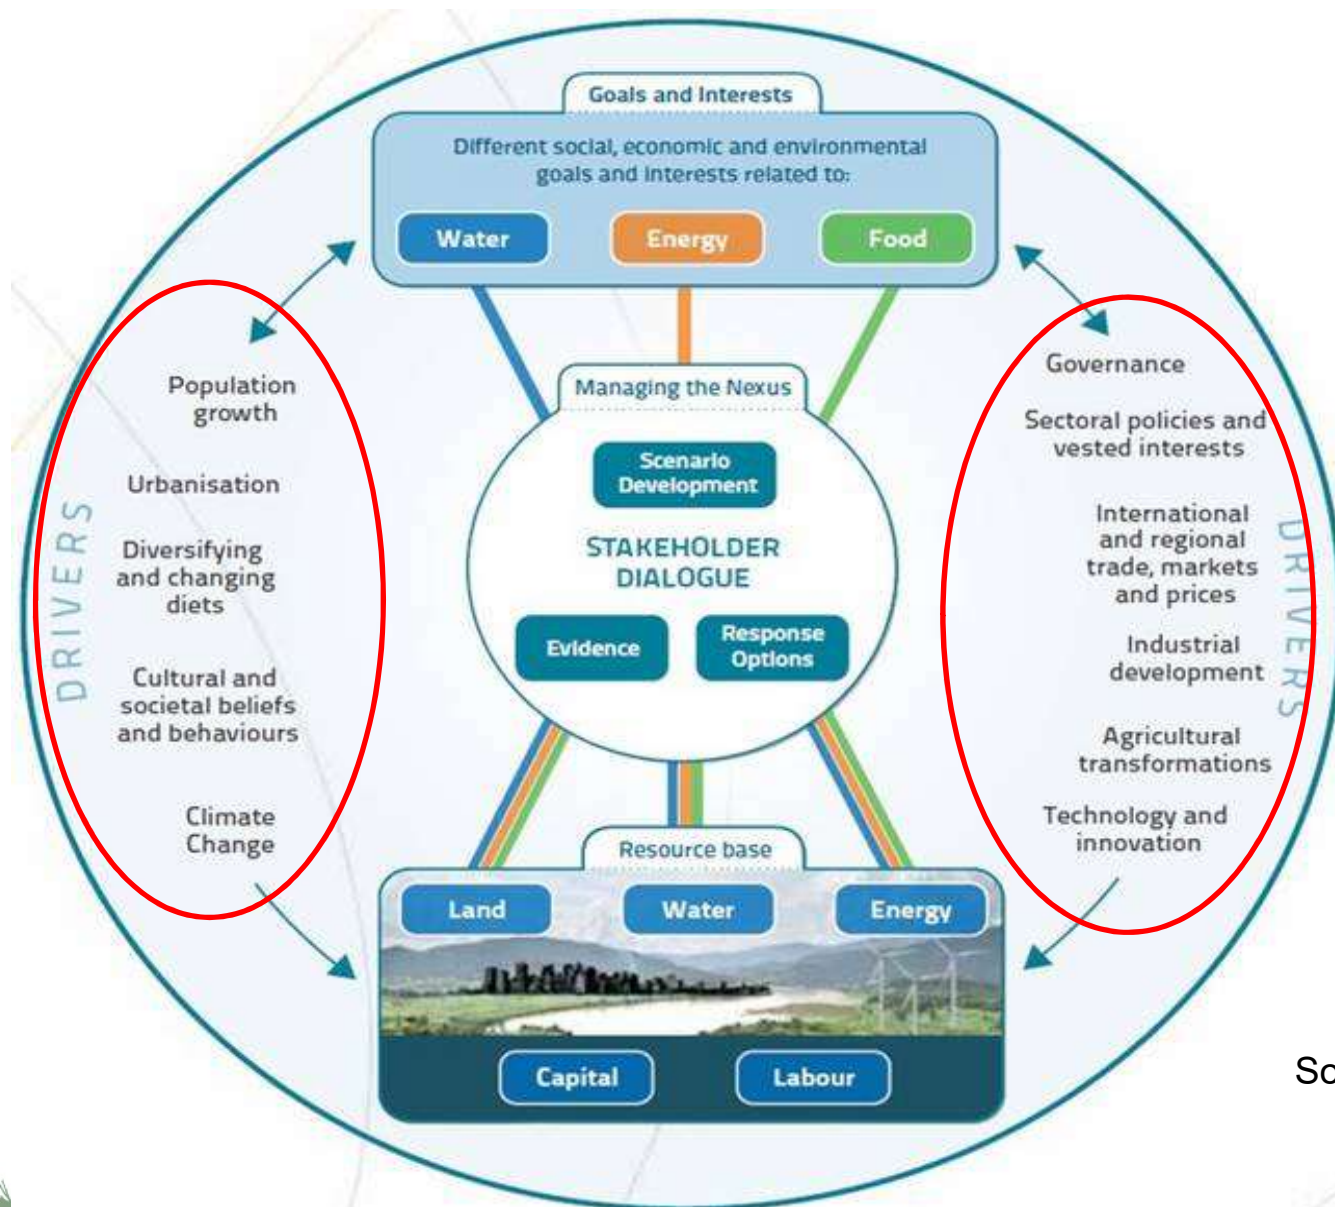 Goals and Interests
Different social, economic and environmental
goals and interests related to:
Water
Energy
Food
DRIVERS
Population
growth
Urbanisation
Diversifying
and changing
diets
Cultural and
societal beliefs
and behaviours
Climate
Change
Managing the Nexus
Scenario
Development
STAKEHOLDER
DIALOGUE
Evidence
Response
Options
Governance
Sectoral policies and
vested interests
International
and regional
trade, markets
and prices
Industrial
development
Agricultural
transformations
Technology and
innovation
DRIVERS
Resource base
Land
Water
Energy
Capital
Labour